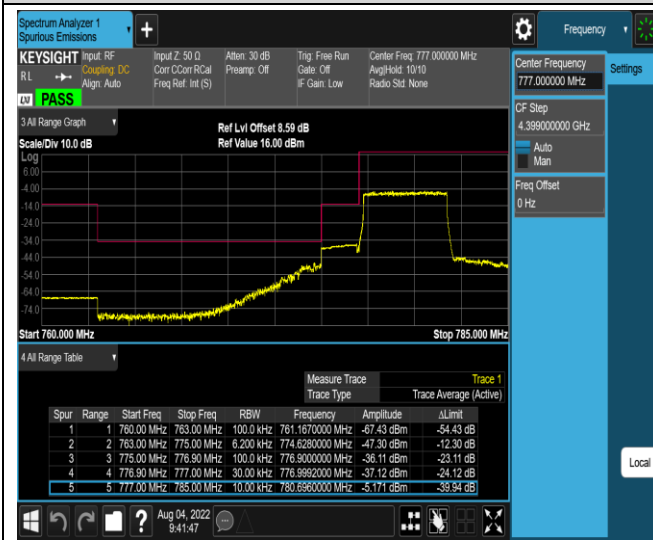 Spectrum Analyzer 1
Spurious Emissions
+
Frequency
KEYSIGHT Input: RF Input Z: 50 Ω Atten: 30 dB Trig: Free Run Center Freq: 777.000000 MHz
RL Coupling: DC Corr CCorr RCal Preamp: Off Gate: Off Avg|Hold: 10/10
Align: Auto Freq Ref: Int (S) IF Gain: Low Radio Std: None
LXI PASS
Center Frequency
777.000000 MHz
Settings
CF Step
4.399000000 GHz
Auto
Man
Freq Offset
0 Hz
3 All Range Graph
Ref Lvl Offset 8.59 dB
Scale/Div 10.0 dB Ref Value 16.00 dBm
Log
6.00
-4.00
-14.0
-24.0
-34.0
-44.0
-54.0
-64.0
-74.0
Start 760.000 MHz Stop 785.000 MHz
4 All Range Table
Measure Trace Trace 1
Trace Type Trace Average (Active)
Spur Range Start Freq Stop Freq RBW Frequency Amplitude ΔLimit
1 1 760.00 MHz 763.00 MHz 100.0 kHz 761.1670000 MHz -67.43 dBm -54.43 dB
2 2 763.00 MHz 775.00 MHz 6.200 kHz 774.6280000 MHz -47.30 dBm -12.30 dB
3 3 775.00 MHz 776.90 MHz 100.0 kHz 776.9000000 MHz -36.11 dBm -23.11 dB
4 4 776.90 MHz 777.00 MHz 30.00 kHz 776.9992000 MHz -37.12 dBm -24.12 dB
5 5 777.00 MHz 785.00 MHz 10.00 kHz 780.6960000 MHz -5.171 dBm -39.94 dB
Local
? Aug 04, 2022
9:41:47